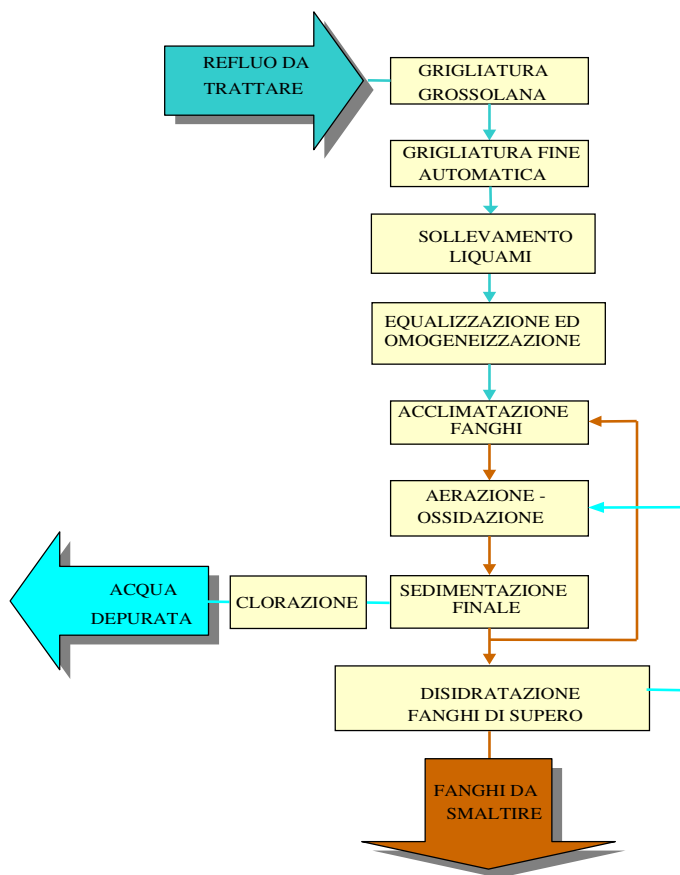 REFLUO DA
TRATTARE
GRIGLIATURA
GROSSOLANA
GRIGLIATURA FINE
AUTOMATICA
SOLLEVAMENTO
LIQUAMI
EQUALIZZAZIONE ED
OMOGENEIZZAZIONE
ACCLIMATAZIONE
FANGHI
AERAZIONE -
OSSIDAZIONE
ACQUA
DEPURATA
CLORAZIONE
SEDIMENTAZIONE
FINALE
DISIDRATAZIONE
FANGHI DI SUPERO
FANGHI DA
SMALTIRE